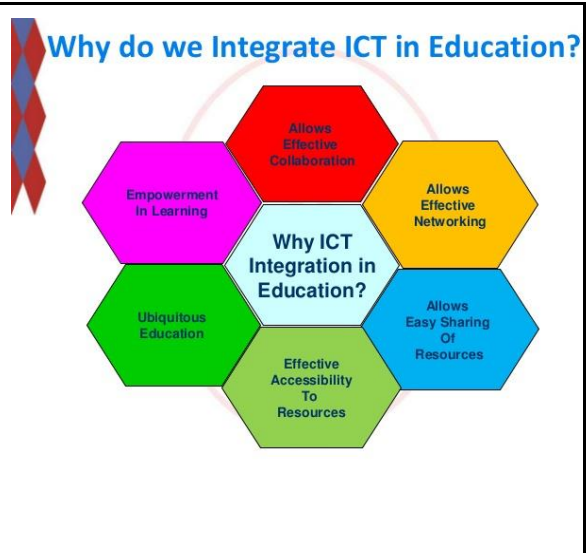 Why do we Integrate ICT in Education?
Allows
Effective
Collaboration
Empowerment
In Learning
Allows
Effective
Networking
Why ICT
Integration in
Education?
Ubiquitous
Education
Allows
Easy Sharing
Of
Resources
Effective
Accessibility
To
Resources